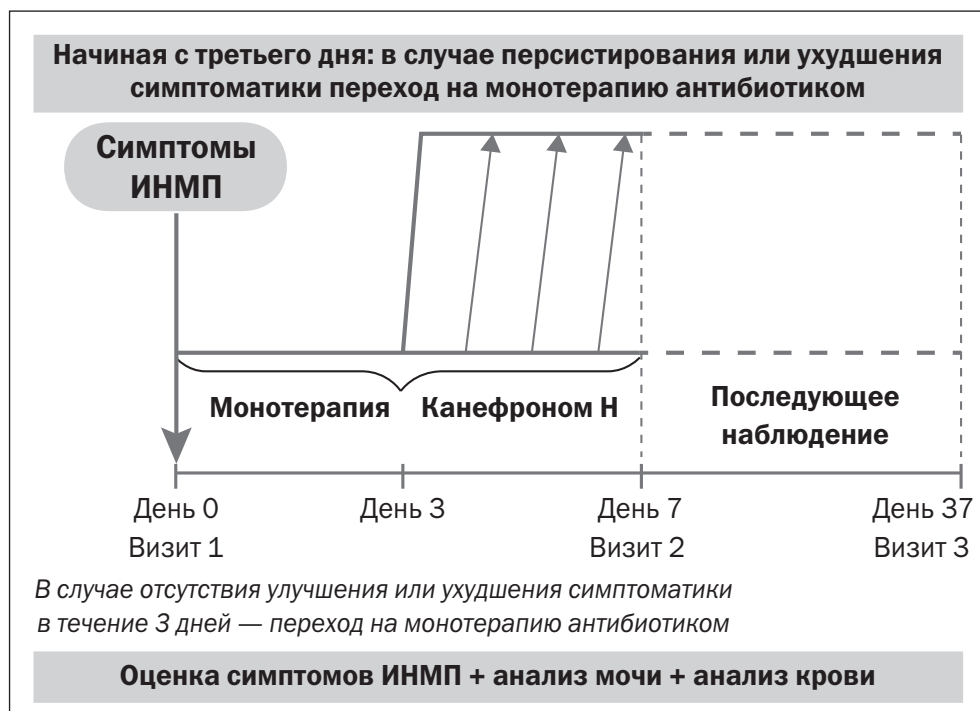 Начиная с третьего дня: в случае персистирования или ухудшения
симптоматики переход на монотерапию антибиотиком
Симптомы
ИНМП
Монотерапия Канефроном Н
Последующее
наблюдение
День 0 День 3 День 7 День 37
Визит 1 Визит 2 Визит 3
В случае отсутствия улучшения или ухудшения симптоматики
в течение 3 дней — переход на монотерапию антибиотиком
Оценка симптомов ИНМП + анализ мочи + анализ крови